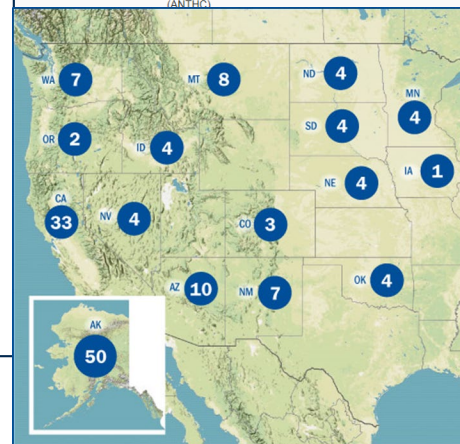 (ANTHC)
WA 7
MT 8
ND 4
MN
4
OR 2
ID 4
SD 4
IA 1
NE 4
CA
33
NV 4
CO 3
AZ 10
NM 7
OK 4
AK
50